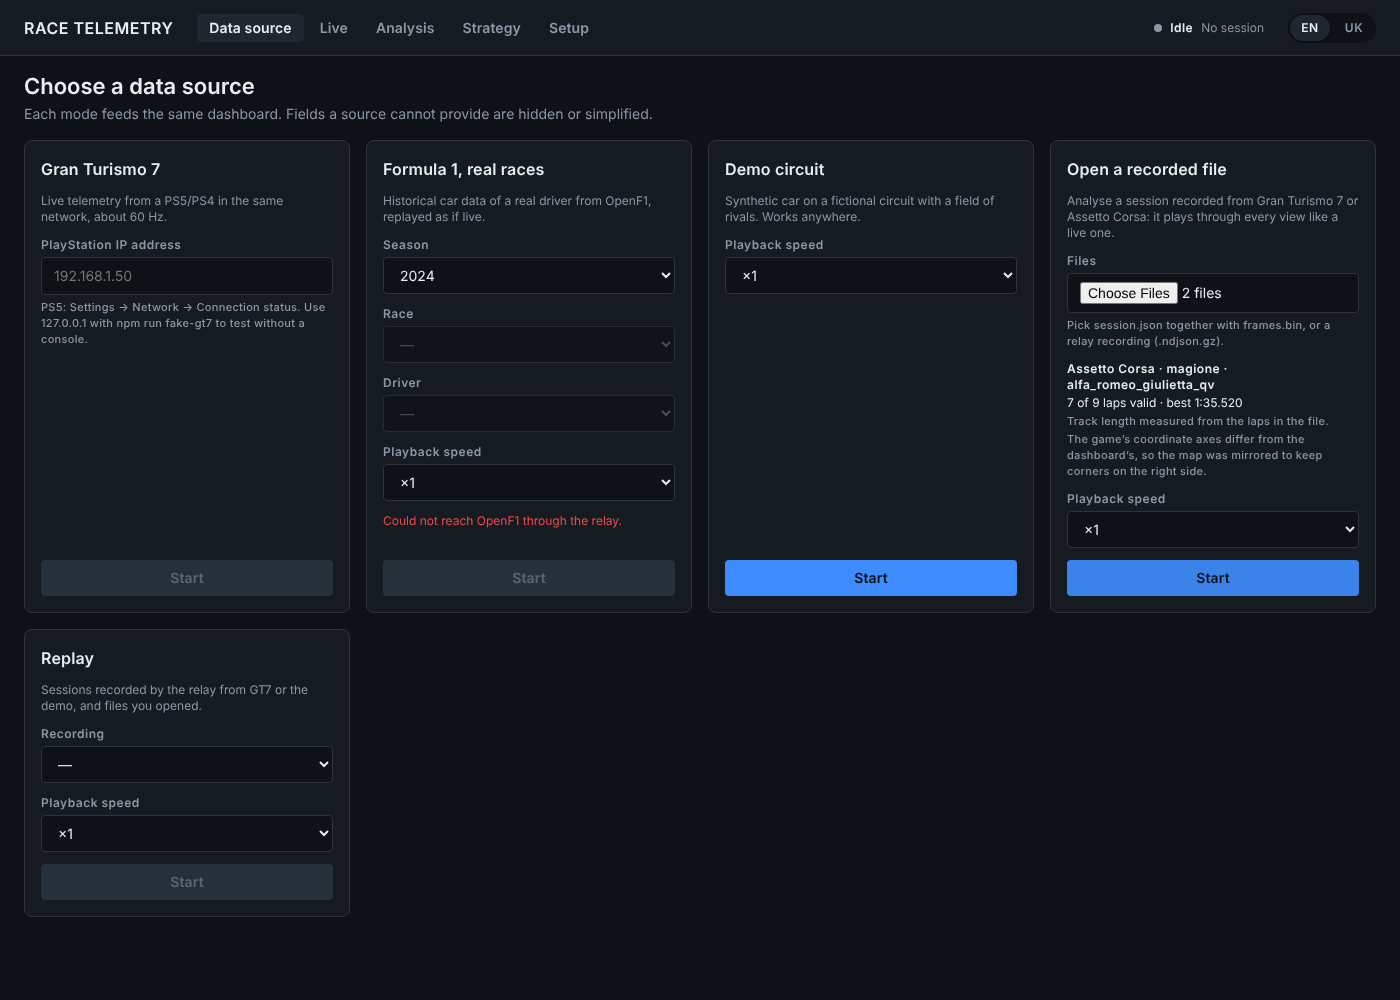 RACE TELEMETRY
Data source
Live
Analysis
Strategy
Setup
Idle No session
EN
UK
Choose a data source
Each mode feeds the same dashboard. Fields a source cannot provide are hidden or simplified.
Gran Turismo 7
Live telemetry from a PS5/PS4 in the same
network, about 60 Hz.
PlayStation IP address
192.168.1.50
PS5: Settings → Network → Connection status. Use
127.0.0.1 with npm run fake-gt7 to test without a
console.
Start
Formula 1, real races
Historical car data of a real driver from OpenF1,
replayed as if live.
Season
2024
Race
—
Driver
—
Playback speed
×1
Could not reach OpenF1 through the relay.
Start
Demo circuit
Synthetic car on a fictional circuit with a field of
rivals. Works anywhere.
Playback speed
×1
Start
Open a recorded file
Analyse a session recorded from Gran Turismo 7 or
Assetto Corsa: it plays through every view like a
live one.
Files
Choose Files 2 files
Pick session.json together with frames.bin, or a
relay recording (.ndjson.gz).
Assetto Corsa · magione ·
alfa_romeo_giulietta_qv
7 of 9 laps valid · best 1:35.520
Track length measured from the laps in the file.
The game’s coordinate axes differ from the
dashboard’s, so the map was mirrored to keep
corners on the right side.
Playback speed
×1
Start
Replay
Sessions recorded by the relay from GT7 or the
demo, and files you opened.
Recording
—
Playback speed
×1
Start